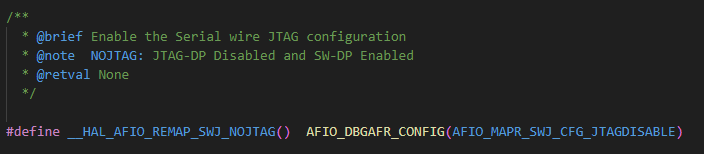 /**
  * @brief Enable the Serial wire JTAG configuration
  * @note  NOJTAG: JTAG-DP Disabled and SW-DP Enabled
  * @retval None
  */
#define __HAL_AFIO_REMAP_SWJ_NOJTAG()  AFIO_DBGAFR_CONFIG(AFIO_MAPR_SWJ_CFG_JTAGDISABLE)